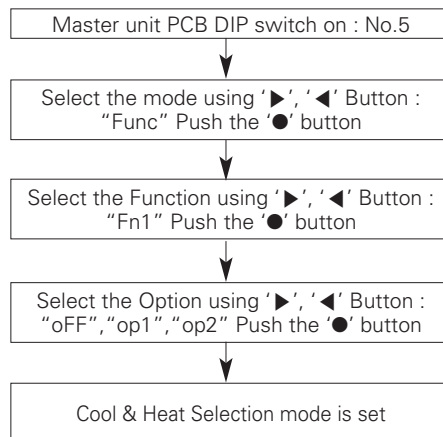 Master unit PCB DIP switch on : No.5
Select the mode using ‘▶’, ‘◀’ Button :
“Func” Push the ‘●’ button
Select the Function using ‘▶’, ‘◀’ Button :
“Fn1” Push the ‘●’ button
Select the Option using ‘▶’, ‘◀’ Button :
“oFF”,“op1”,“op2” Push the ‘●’ button
Cool & Heat Selection mode is set